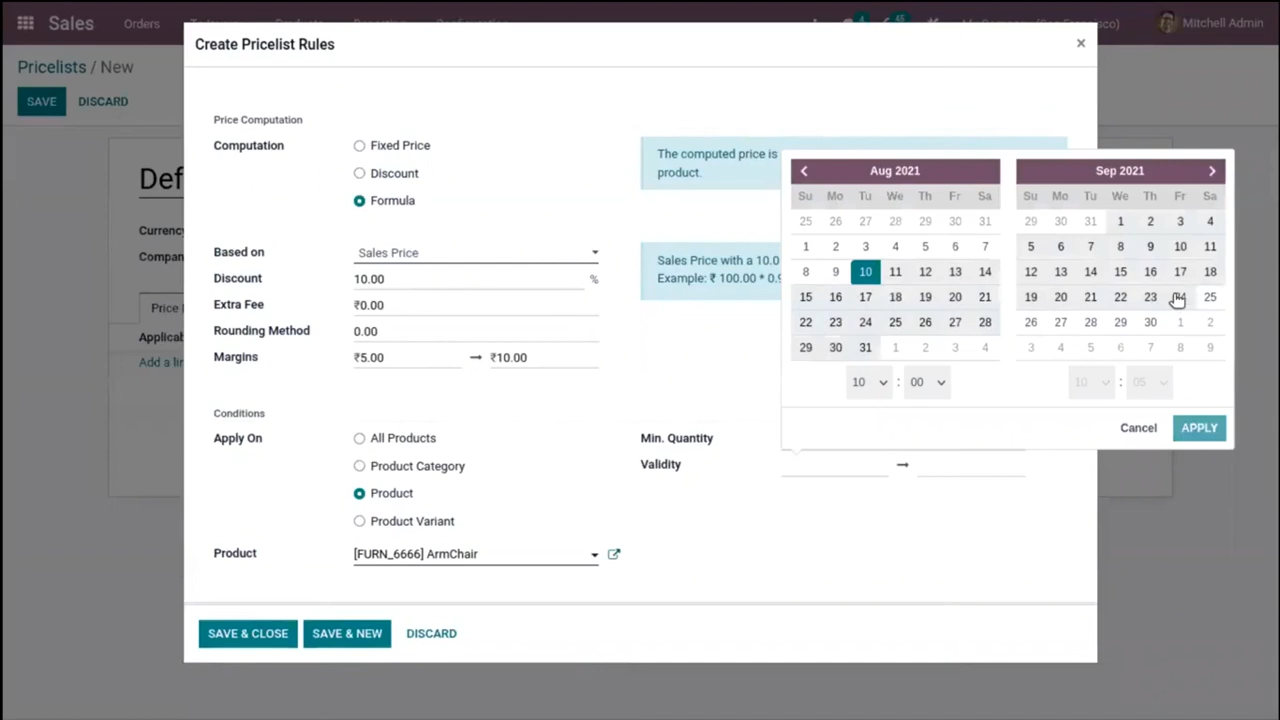 Sales Orders Mitchell Admin
4 45
Create Pricelist Rules ×
Pricelists / New
SAVE DISCARD
Price Computation
Computation Fixed Price
Discount
Formula
The computed price is
product.
Def
Currency
Compan
Based on Sales Price
Discount 10.00 %
Extra Fee ₹0.00
Rounding Method 0.00
Margins ₹5.00 → ₹10.00
Sales Price with a 10.0
Example: ₹ 100.00 * 0.9
Price
Applicab
Add a lin
Aug 2021
Su Mo Tu We Th Fr Sa
25 26 27 28 29 30 31
1 2 3 4 5 6 7
8 9 10 11 12 13 14
15 16 17 18 19 20 21
22 23 24 25 26 27 28
29 30 31 1 2 3 4
10 : 00
Sep 2021
Su Mo Tu We Th Fr Sa
29 30 31 1 2 3 4
5 6 7 8 9 10 11
12 13 14 15 16 17 18
19 20 21 22 23 25
26 27 28 29 30 1 2
3 4 5 6 7 8 9
10 : 05
Cancel APPLY
Conditions
Apply On All Products
Product Category
Product
Product Variant
Min. Quantity
Validity →
Product [FURN_6666] ArmChair
SAVE & CLOSE SAVE & NEW DISCARD